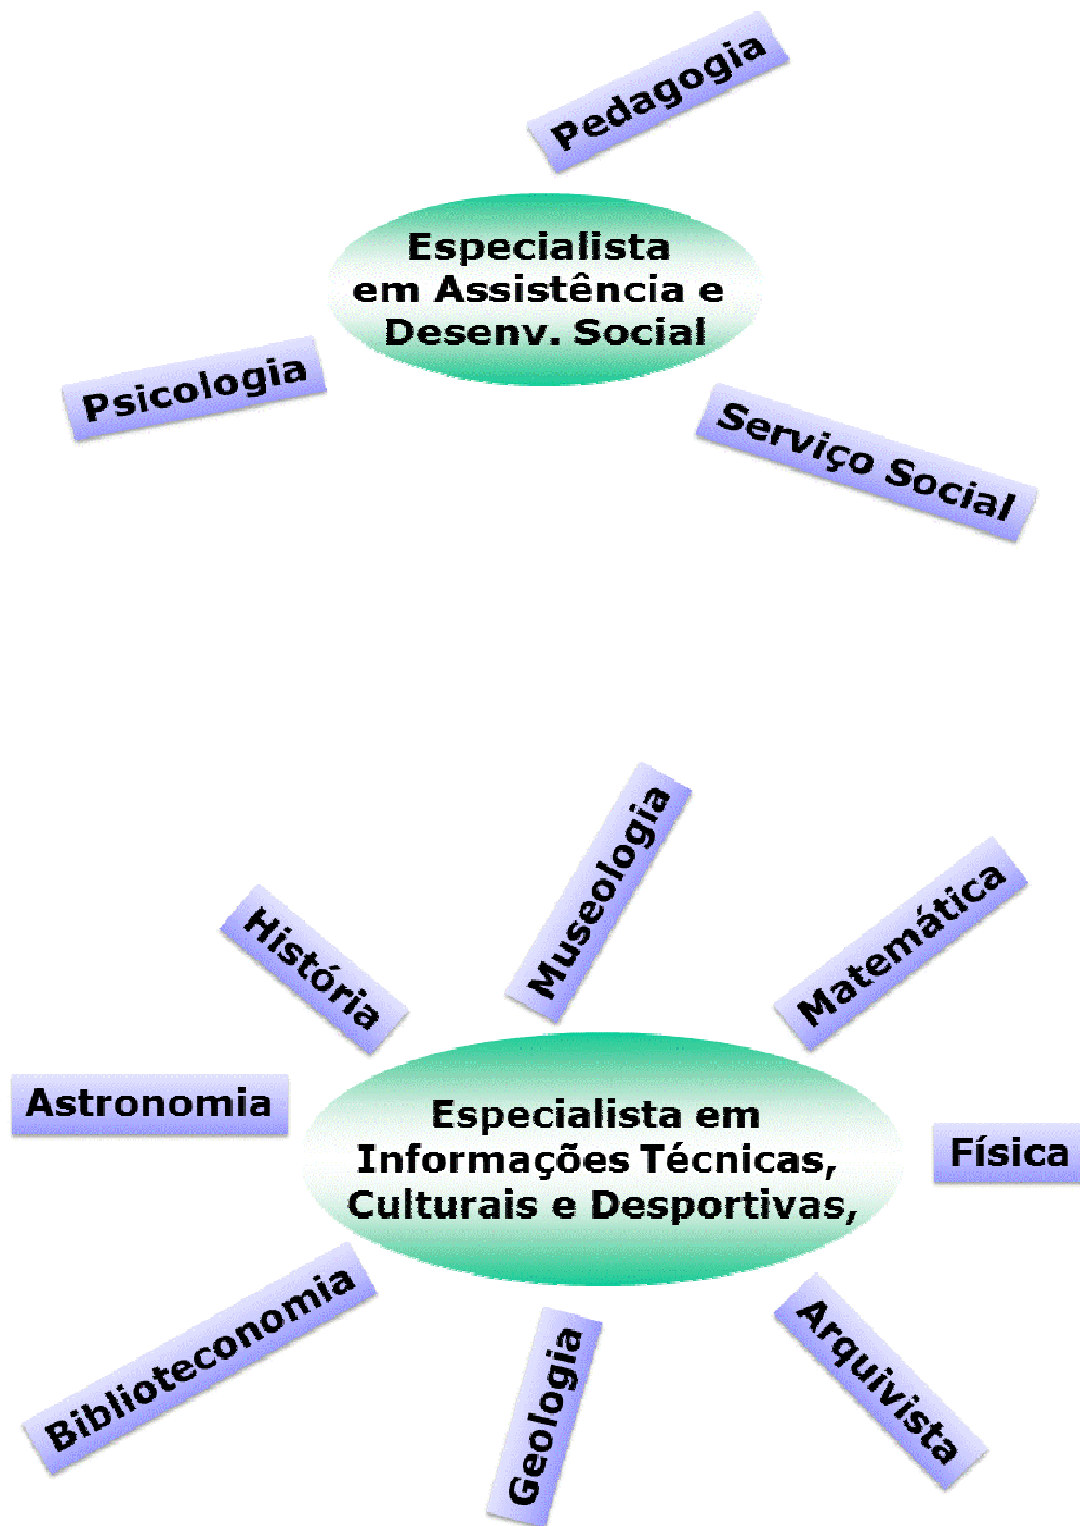 Pedagogia
Especialista
em Assistência e
Desenv. Social
Psicologia
Serviço Social
Museologia
Matemática
História
Astronomia
Especialista em
Informações Técnicas,
Culturais e Desportivas,
Física
Biblioteconomia
Geologia
Arquivista